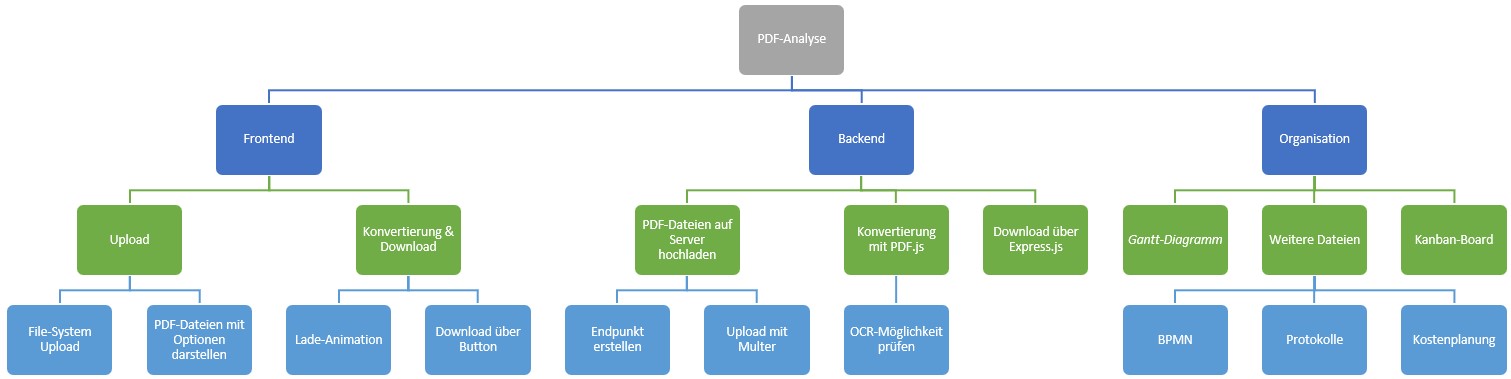 PDF-Analyse
Frontend
Backend
Organisation
Upload
Konvertierung &
Download
PDF-Dateien auf
Server
hochladen
Konvertierung
mit PDF.js
Download über
Express.js
Gantt-Diagramm
Weitere Dateien
Kanban-Board
File-System
Upload
PDF-Dateien mit
Optionen
darstellen
Lade-Animation
Download über
Button
Endpunkt
erstellen
Upload mit
Multer
OCR-Möglichkeit
prüfen
BPMN
Protokolle
Kostenplanung